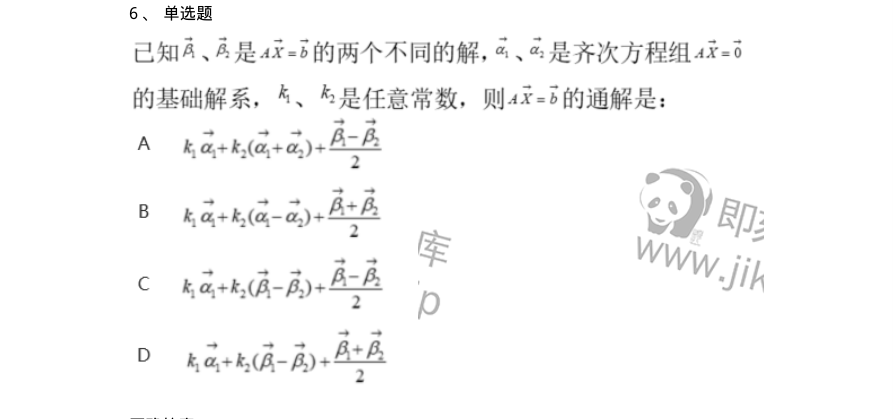 6、 单选题
已知β⃗₁、β⃗₂是AX⃗=b⃗的两个不同的解，α⃗₁、α⃗₂是齐次方程组AX⃗=0⃗
的基础解系，k₁、k₂是任意常数，则AX⃗=b⃗的通解是：
A k₁α⃗₁+k₂(α⃗₁+α⃗₂)+(β⃗₁−β⃗₂)/2
B k₁α⃗₁+k₂(α⃗₁−α⃗₂)+(β⃗₁+β⃗₂)/2
C k₁α⃗₁+k₂(β⃗₁−β⃗₂)+(β⃗₁−β⃗₂)/2
D k₁α⃗₁+k₂(β⃗₁−β⃗₂)+(β⃗₁+β⃗₂)/2
库
p
即
www.jik